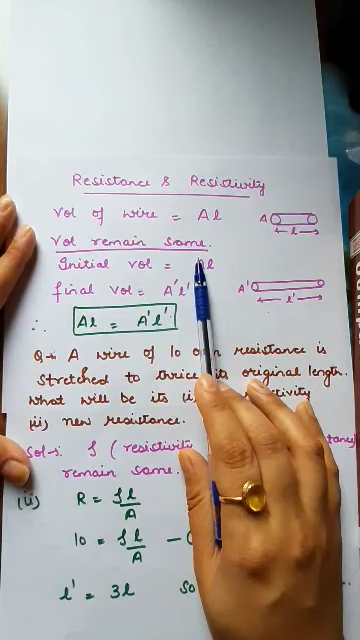 Resistance & Resistivity
Vol of wire = Al
A
l
Vol remain same.
Initial vol = l
final vol = A'l'
A'
l'
∴ Al = A'l'
Q→ A wire of 10 resistance is
stretched to thrice its original length.
what will be its (i)
(ii) new resistance.
Sol→: ρ (resistivity
remain same.
(ii) R = ρl/A
10 = ρl/A
l' = 3l